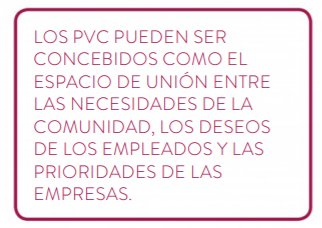 LOS PVC PUEDEN SER
CONCEBIDOS COMO EL
ESPACIO DE UNIÓN ENTRE
LAS NECESIDADES DE LA
COMUNIDAD, LOS DESEOS
DE LOS EMPLEADOS Y LAS
PRIORIDADES DE LAS
EMPRESAS.